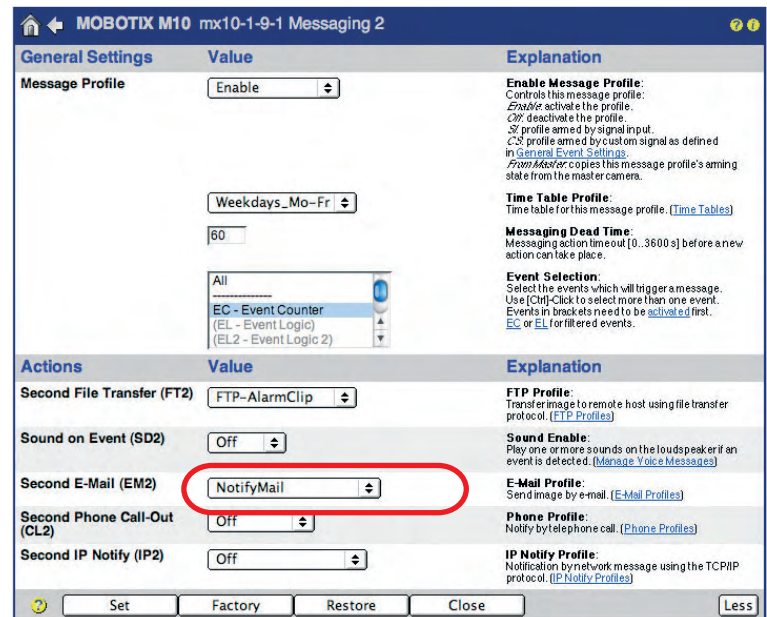 MOBOTIX M10 mx10-1-9-1 Messaging 2
General Settings Value Explanation
Message Profile
Enable
Enable Message Profile:
Controls this message profile:
Enable: activate the profile.
Off: deactivate the profile.
SI: profile armed by signal input.
CS: profile armed by custom signal as defined
in General Event Settings.
From Master: copies this message profile's arming
state from the master camera.
Weekdays_Mo-Fr
Time Table Profile:
Time table for this message profile. (Time Tables)
60
Messaging Dead Time:
Messaging action timeout [0..3600 s] before a new
action can take place.
All
--------------
EC - Event Counter
(EL - Event Logic)
(EL2 - Event Logic 2)
Event Selection:
Select the events which will trigger a message.
Use [Ctrl]-Click to select more than one event.
Events in brackets need to be activated first.
EC or EL for filtered events.
Actions Value Explanation
Second File Transfer (FT2)
FTP-AlarmClip
FTP Profile:
Transfer image to remote host using file transfer
protocol. (FTP Profiles)
Sound on Event (SD2)
Off
Sound Enable:
Play one or more sounds on the loudspeaker if an
event is detected. (Manage Voice Messages)
Second E-Mail (EM2)
NotifyMail
E-Mail Profile:
Send image by e-mail. (E-Mail Profiles)
Second Phone Call-Out
(CL2)
Off
Phone Profile:
Notify by telephone call. (Phone Profiles)
Second IP Notify (IP2)
Off
IP Notify Profile:
Notification by network message using the TCP/IP
protocol. (IP Notify Profiles)
Set Factory Restore Close Less